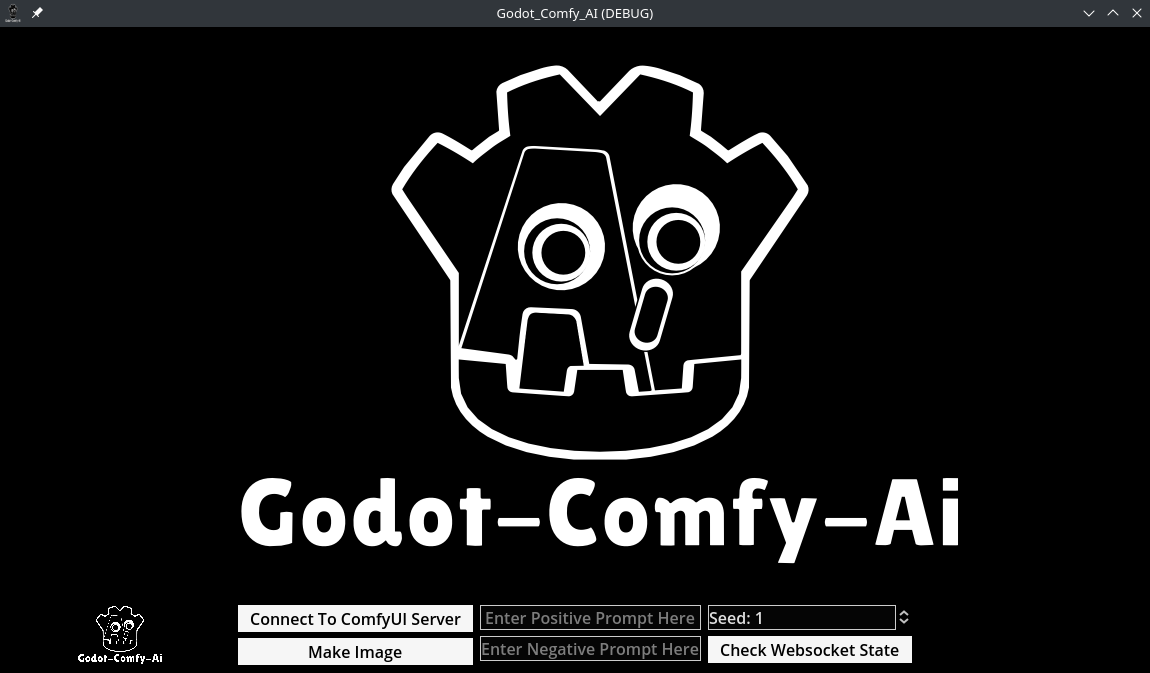 Godot_Comfy_AI (DEBUG)
Godot-Comfy-Ai
Godot-Comfy-Ai
Connect To ComfyUI Server
Enter Positive Prompt Here
Seed: 1
Make Image
Enter Negative Prompt Here
Check Websocket State